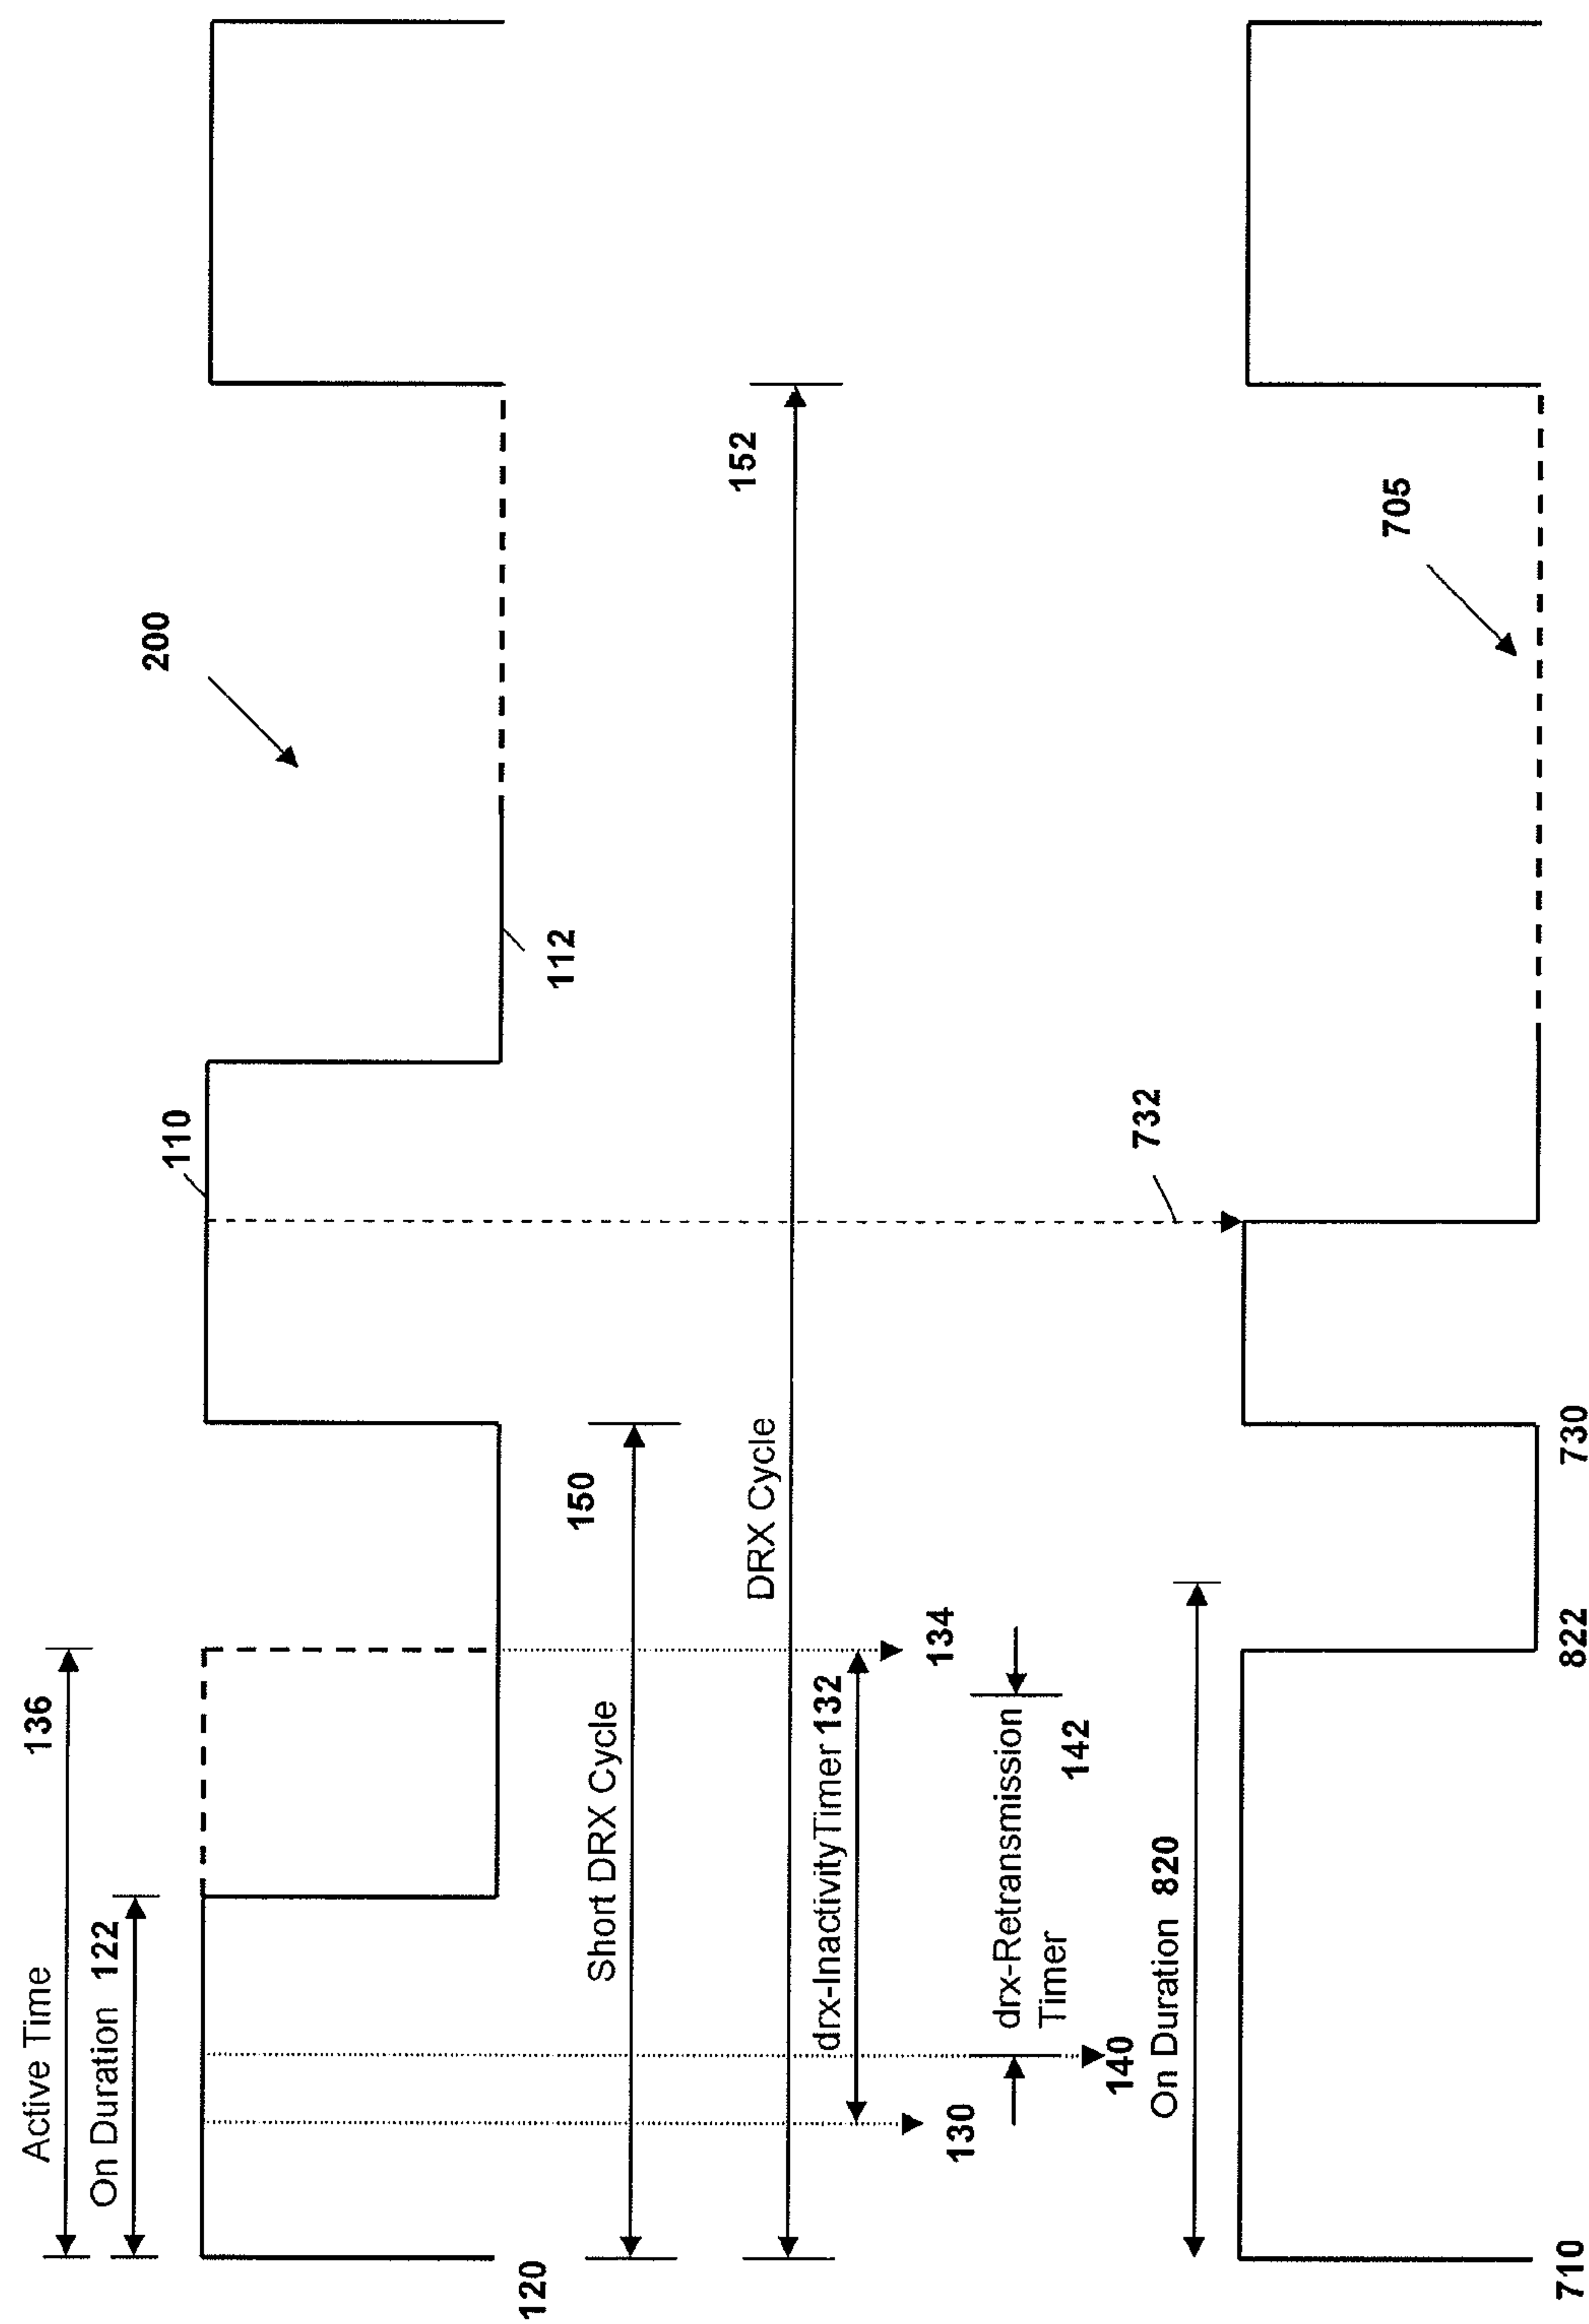 Active Time
136
On Duration 122
110
200
120
112
150
Short DRX Cycle
152
DRX Cycle
drx-InactivityTimer 132
134
130
drx-Retransmission
Timer
142
140
732
On Duration 820
705
710
822
730